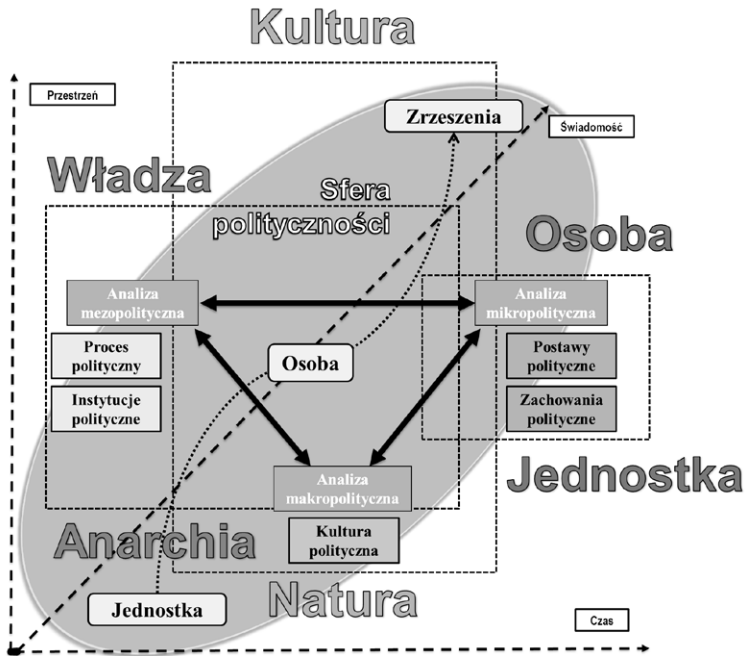 Kultura
Przestrzeń
Zrzeszenia
Świadomość
Władza
Sfera
polityczności
Osoba
Analiza
mezopolityczna
Analiza
mikropolityczna
Proces
polityczny
Osoba
Postawy
polityczne
Instytucje
polityczne
Zachowania
polityczne
Analiza
makropolityczna
Jednostka
Anarchia
Kultura
polityczna
Natura
Jednostka
Czas